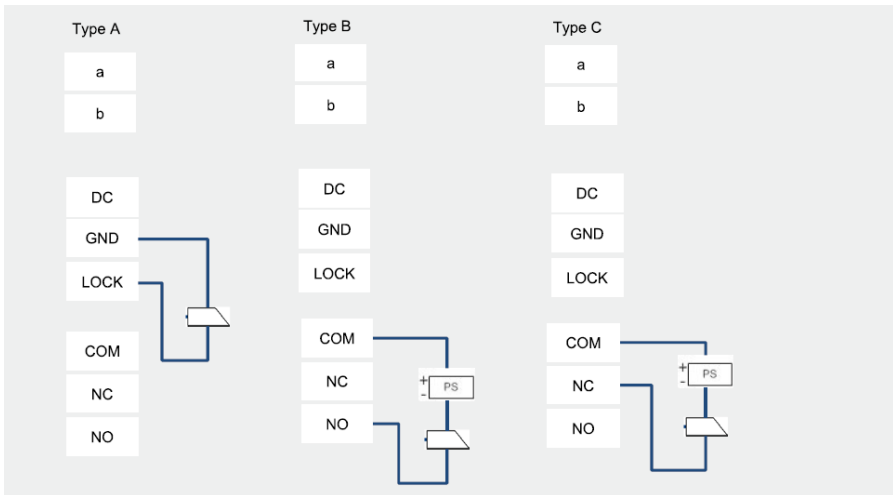 Type A
a
b
DC
GND
LOCK
COM
NC
NO
Type B
a
b
DC
GND
LOCK
COM
NC
NO
+
-
PS
Type C
a
b
DC
GND
LOCK
COM
NC
NO
+
-
PS